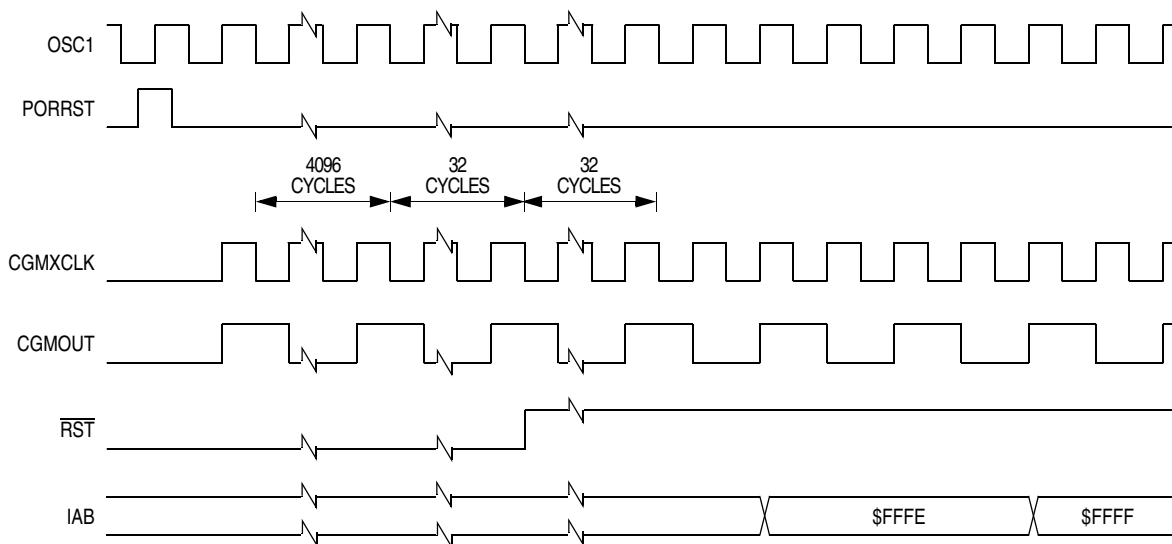 OSC1
PORRST
4096
CYCLES
32
CYCLES
32
CYCLES
CGMXCLK
CGMOUT
RST
IAB
$FFFE
$FFFF